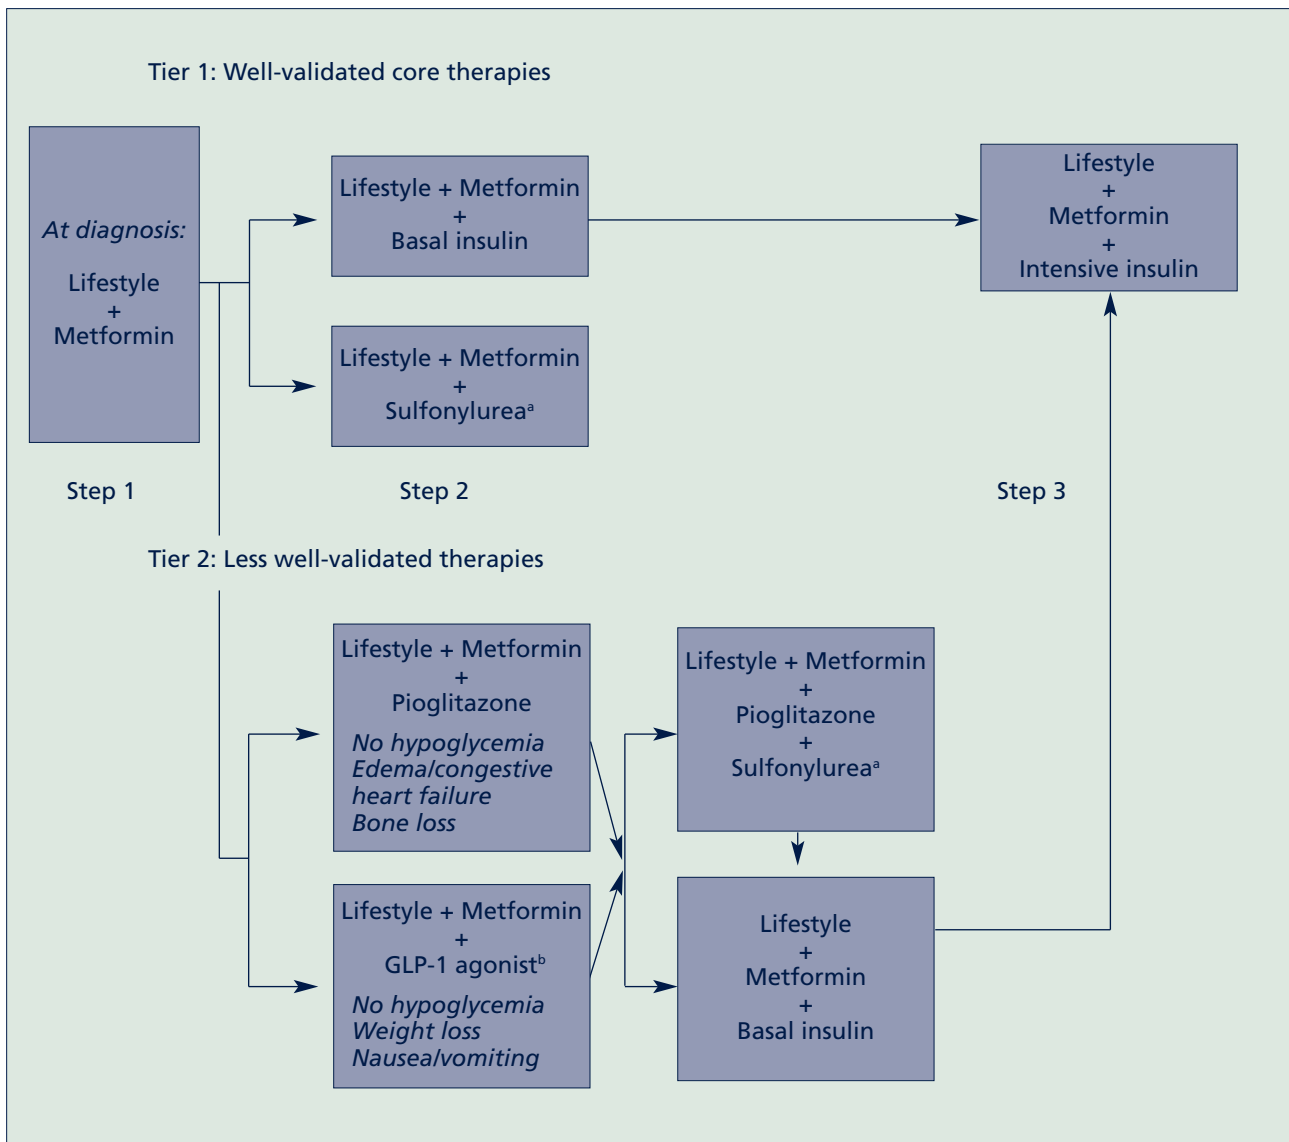 Tier 1: Well-validated core therapies
At diagnosis:
Lifestyle
+
Metformin
Lifestyle + Metformin
+
Basal insulin
Lifestyle + Metformin
+
Sulfonylureaᵃ
Lifestyle
+
Metformin
+
Intensive insulin
Step 1
Step 2
Step 3
Tier 2: Less well-validated therapies
Lifestyle + Metformin
+
Pioglitazone
No hypoglycemia
Edema/congestive
heart failure
Bone loss
Lifestyle + Metformin
+
GLP-1 agonistᵇ
No hypoglycemia
Weight loss
Nausea/vomiting
Lifestyle + Metformin
+
Pioglitazone
+
Sulfonylureaᵃ
Lifestyle
+
Metformin
+
Basal insulin